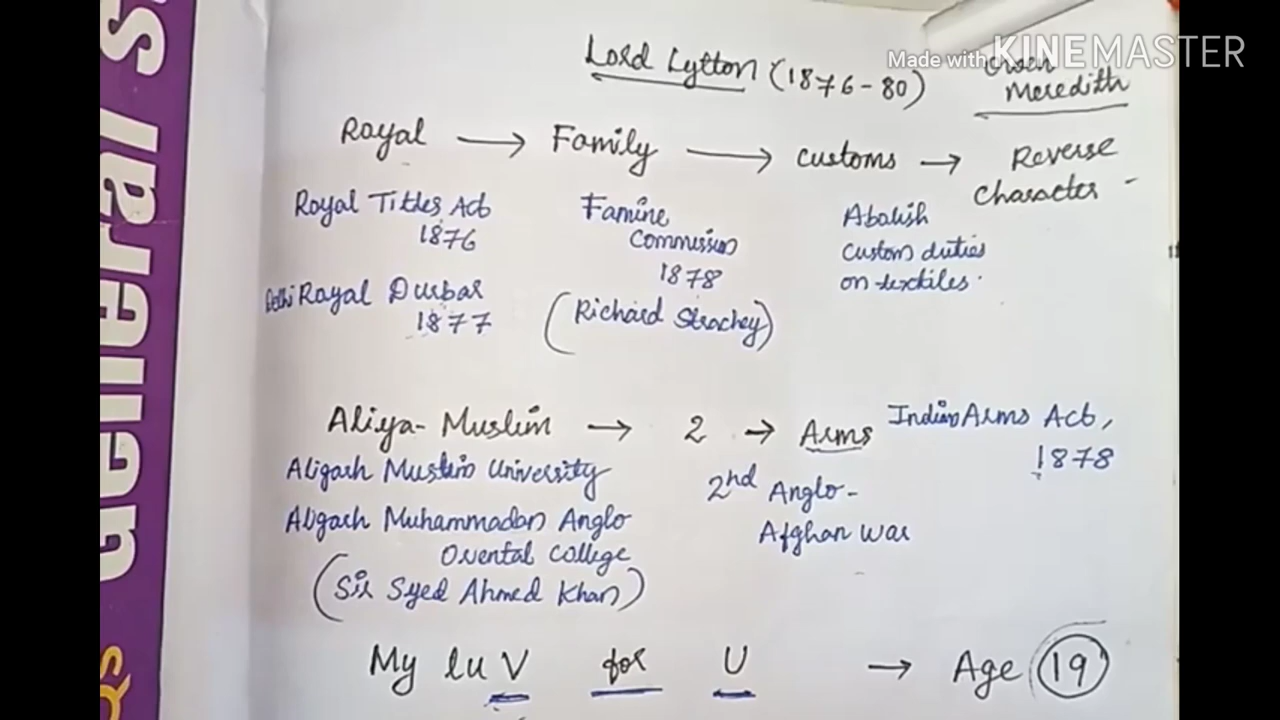 General S
Qs
Made with KINEMASTER
Lord Lytton (1876-80)
Owen
Meredith
Royal → Family → customs → Reverse
character -
Royal Titles Act
1876
Delhi Royal Durbar
1877
Famine
Commission
1878
(Richard Strachey)
Abolish
custom duties
on textiles.
Aliya- Muslim → 2 → Arms
Indian Arms Act,
1878
Aligarh Muslim University
Aligarh Muhammadan Anglo
Oriental College
(Sir Syed Ahmed Khan)
2nd Anglo-
Afghan War
My luV for U → Age 19